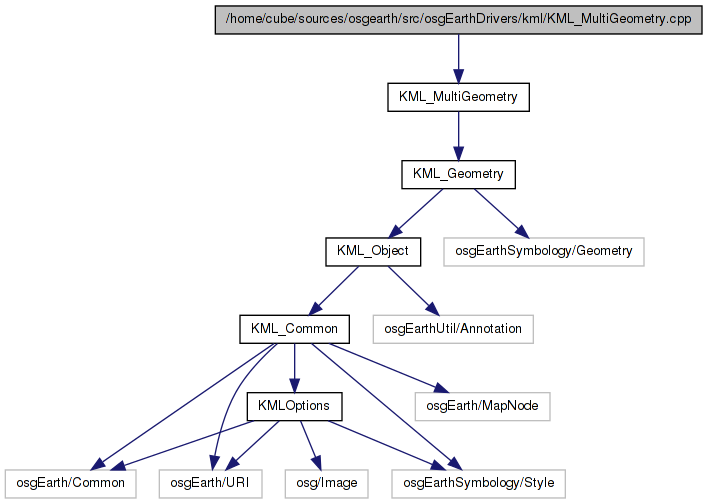 /home/cube/sources/osgearth/src/osgEarthDrivers/kml/KML_MultiGeometry.cpp
KML_MultiGeometry
KML_Geometry
KML_Object
osgEarthSymbology/Geometry
KML_Common
osgEarthUtil/Annotation
KMLOptions
osgEarth/MapNode
osgEarth/Common
osgEarth/URI
osg/Image
osgEarthSymbology/Style